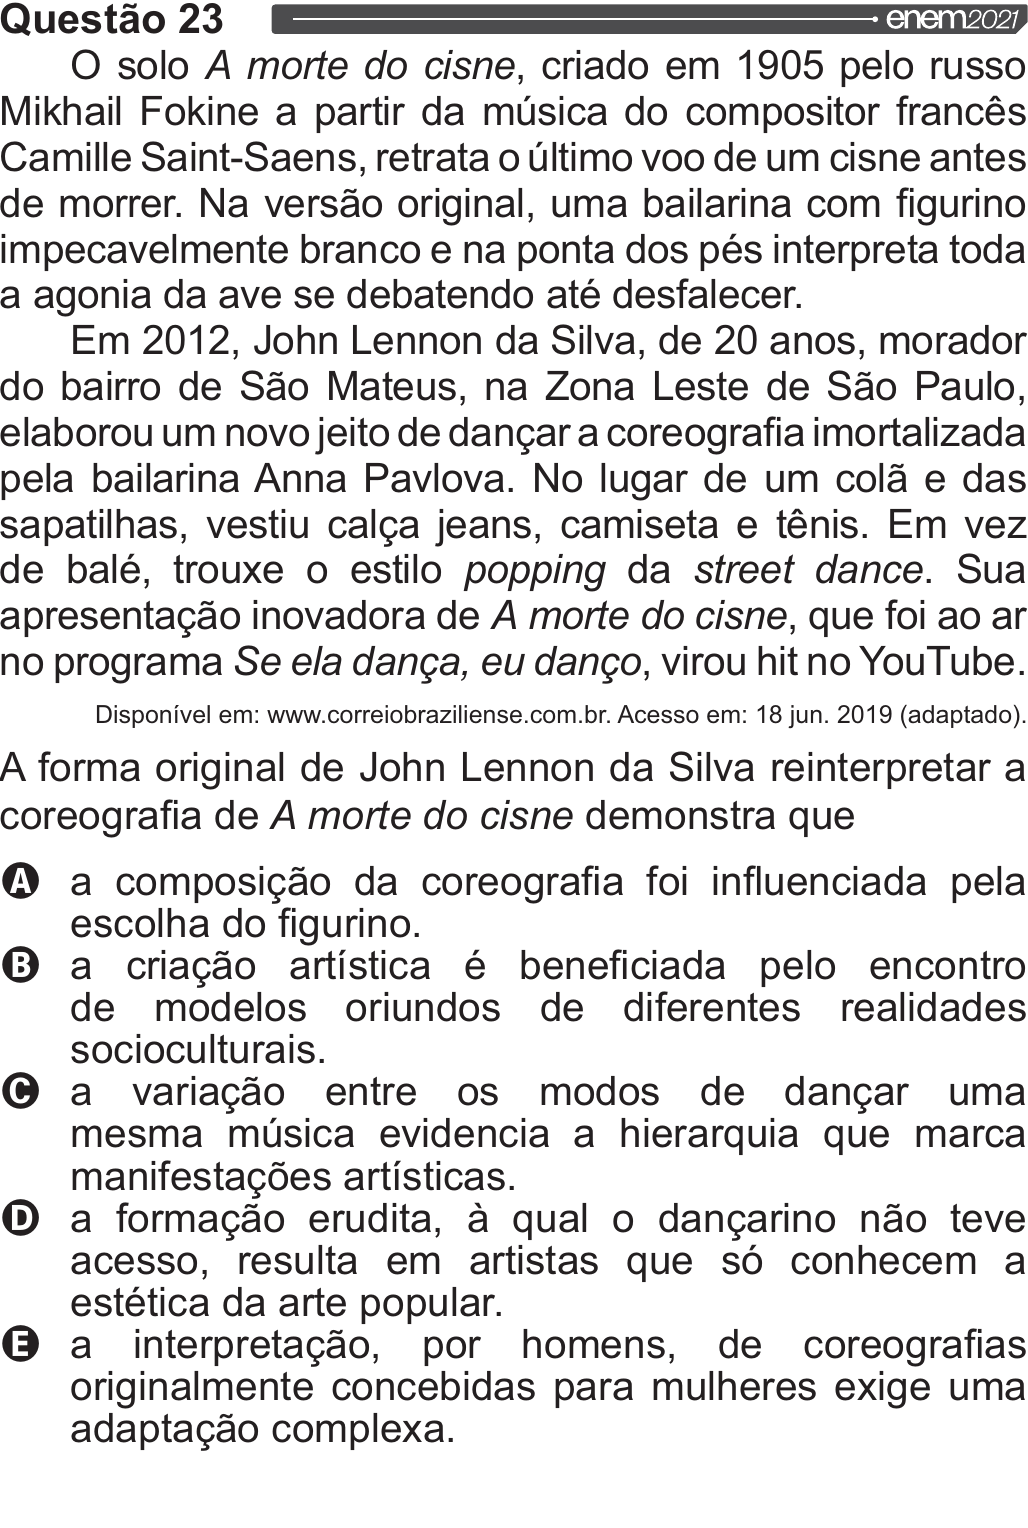 Questão 23 enem2021
O solo A morte do cisne, criado em 1905 pelo russo
Mikhail Fokine a partir da música do compositor francês
Camille Saint-Saens, retrata o último voo de um cisne antes
de morrer. Na versão original, uma bailarina com figurino
impecavelmente branco e na ponta dos pés interpreta toda
a agonia da ave se debatendo até desfalecer.
Em 2012, John Lennon da Silva, de 20 anos, morador
do bairro de São Mateus, na Zona Leste de São Paulo,
elaborou um novo jeito de dançar a coreografia imortalizada
pela bailarina Anna Pavlova. No lugar de um colã e das
sapatilhas, vestiu calça jeans, camiseta e tênis. Em vez
de balé, trouxe o estilo popping da street dance. Sua
apresentação inovadora de A morte do cisne, que foi ao ar
no programa Se ela dança, eu danço, virou hit no YouTube.
Disponível em: www.correiobraziliense.com.br. Acesso em: 18 jun. 2019 (adaptado).
A forma original de John Lennon da Silva reinterpretar a
coreografia de A morte do cisne demonstra que
A a composição da coreografia foi influenciada pela
escolha do figurino.
B a criação artística é beneficiada pelo encontro
de modelos oriundos de diferentes realidades
socioculturais.
C a variação entre os modos de dançar uma
mesma música evidencia a hierarquia que marca
manifestações artísticas.
D a formação erudita, à qual o dançarino não teve
acesso, resulta em artistas que só conhecem a
estética da arte popular.
E a interpretação, por homens, de coreografias
originalmente concebidas para mulheres exige uma
adaptação complexa.